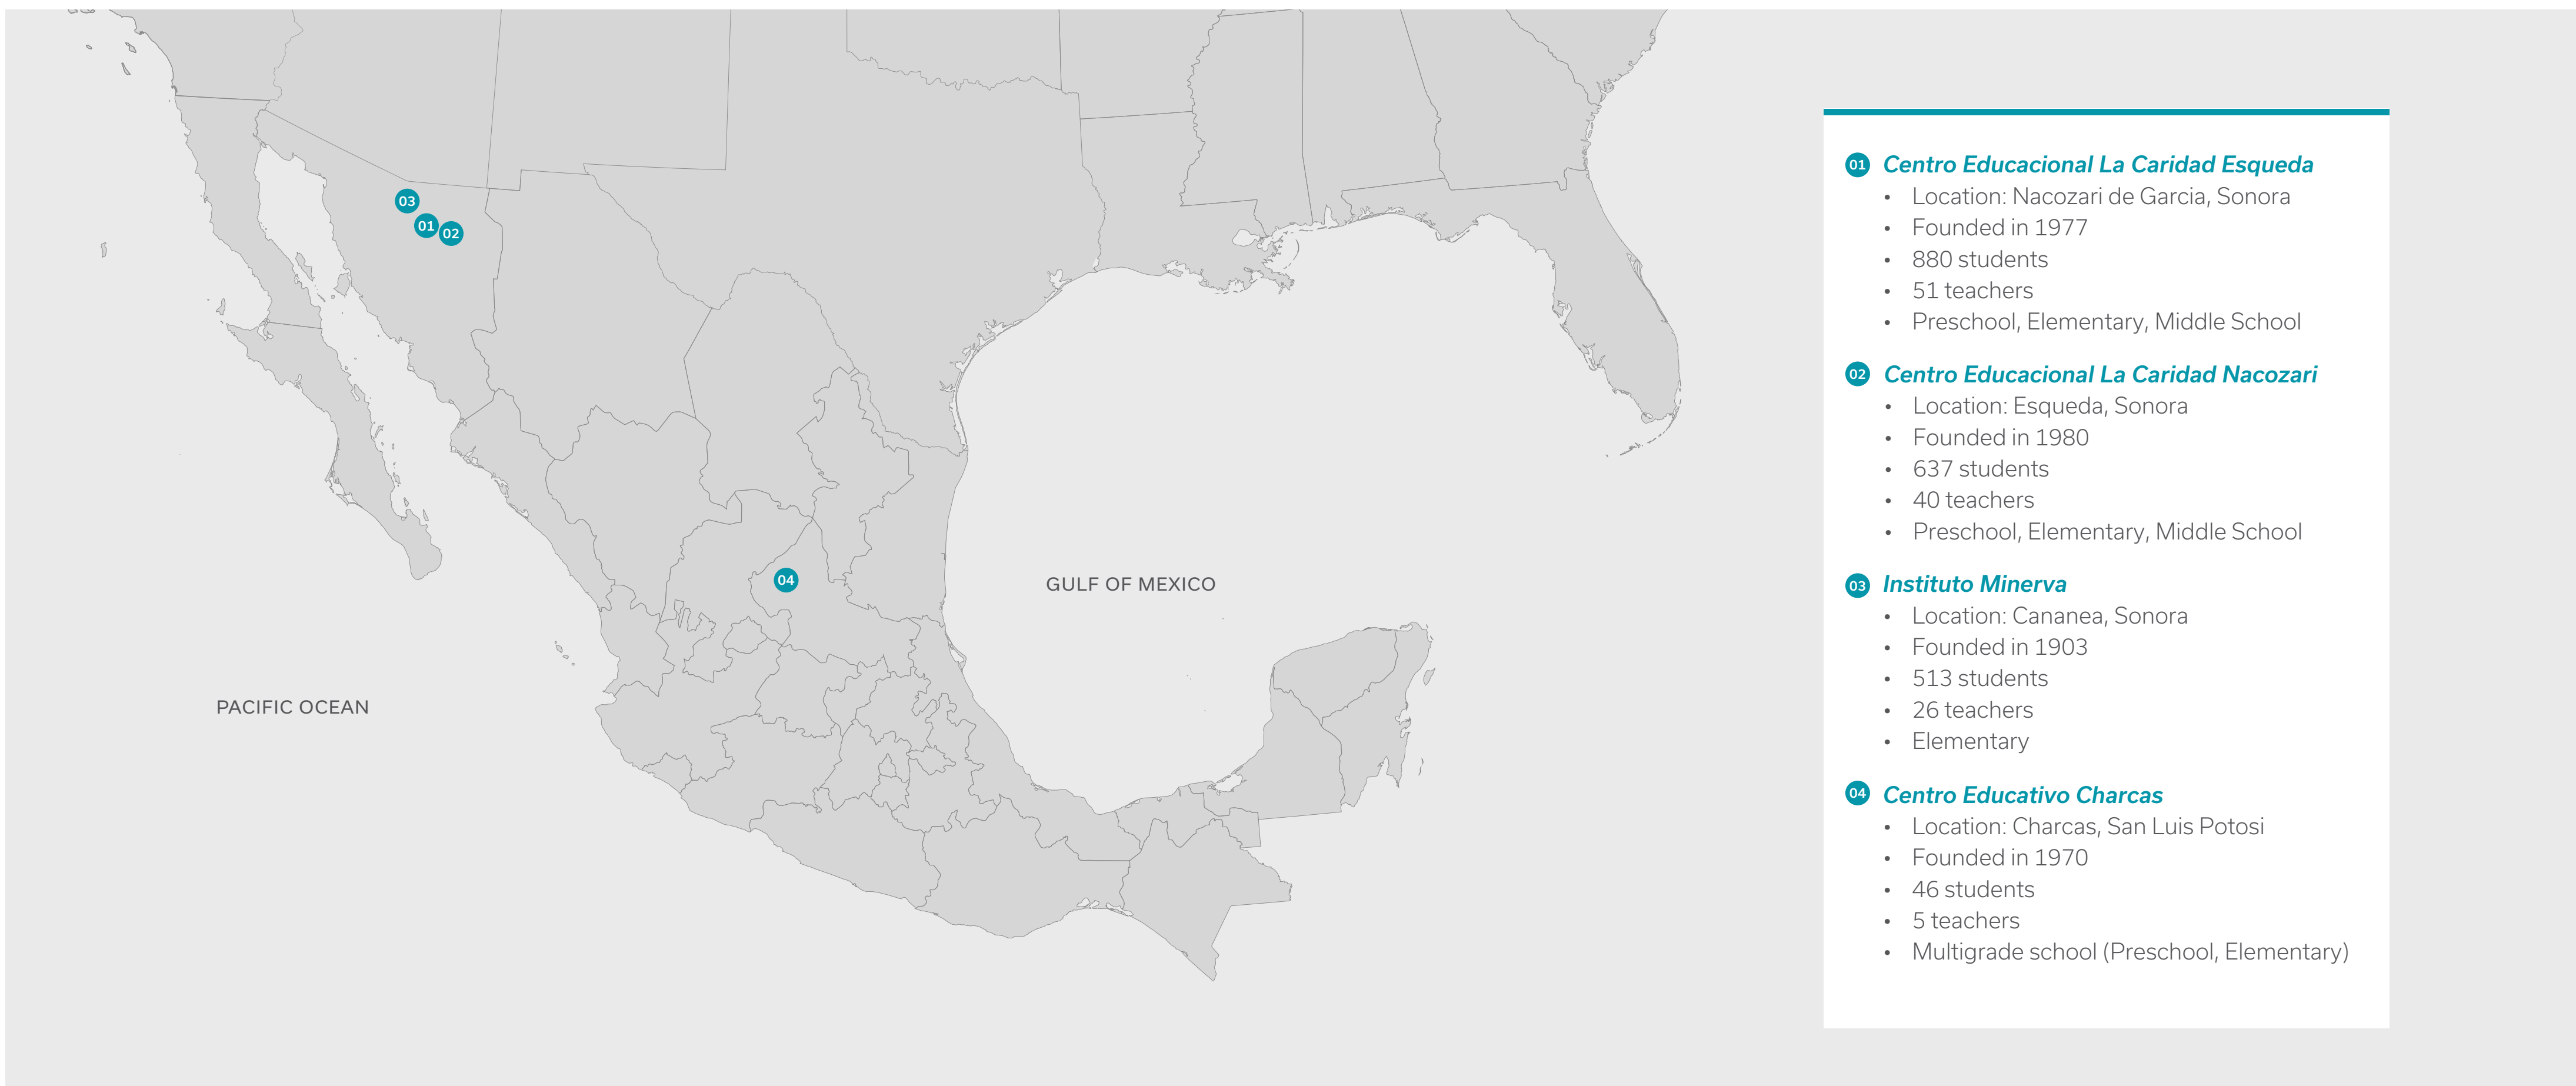 03
01
02
04
GULF OF MEXICO
PACIFIC OCEAN
01 Centro Educacional La Caridad Esqueda
• Location: Nacozari de Garcia, Sonora
• Founded in 1977
• 880 students
• 51 teachers
• Preschool, Elementary, Middle School
02 Centro Educacional La Caridad Nacozari
• Location: Esqueda, Sonora
• Founded in 1980
• 637 students
• 40 teachers
• Preschool, Elementary, Middle School
03 Instituto Minerva
• Location: Cananea, Sonora
• Founded in 1903
• 513 students
• 26 teachers
• Elementary
04 Centro Educativo Charcas
• Location: Charcas, San Luis Potosi
• Founded in 1970
• 46 students
• 5 teachers
• Multigrade school (Preschool, Elementary)